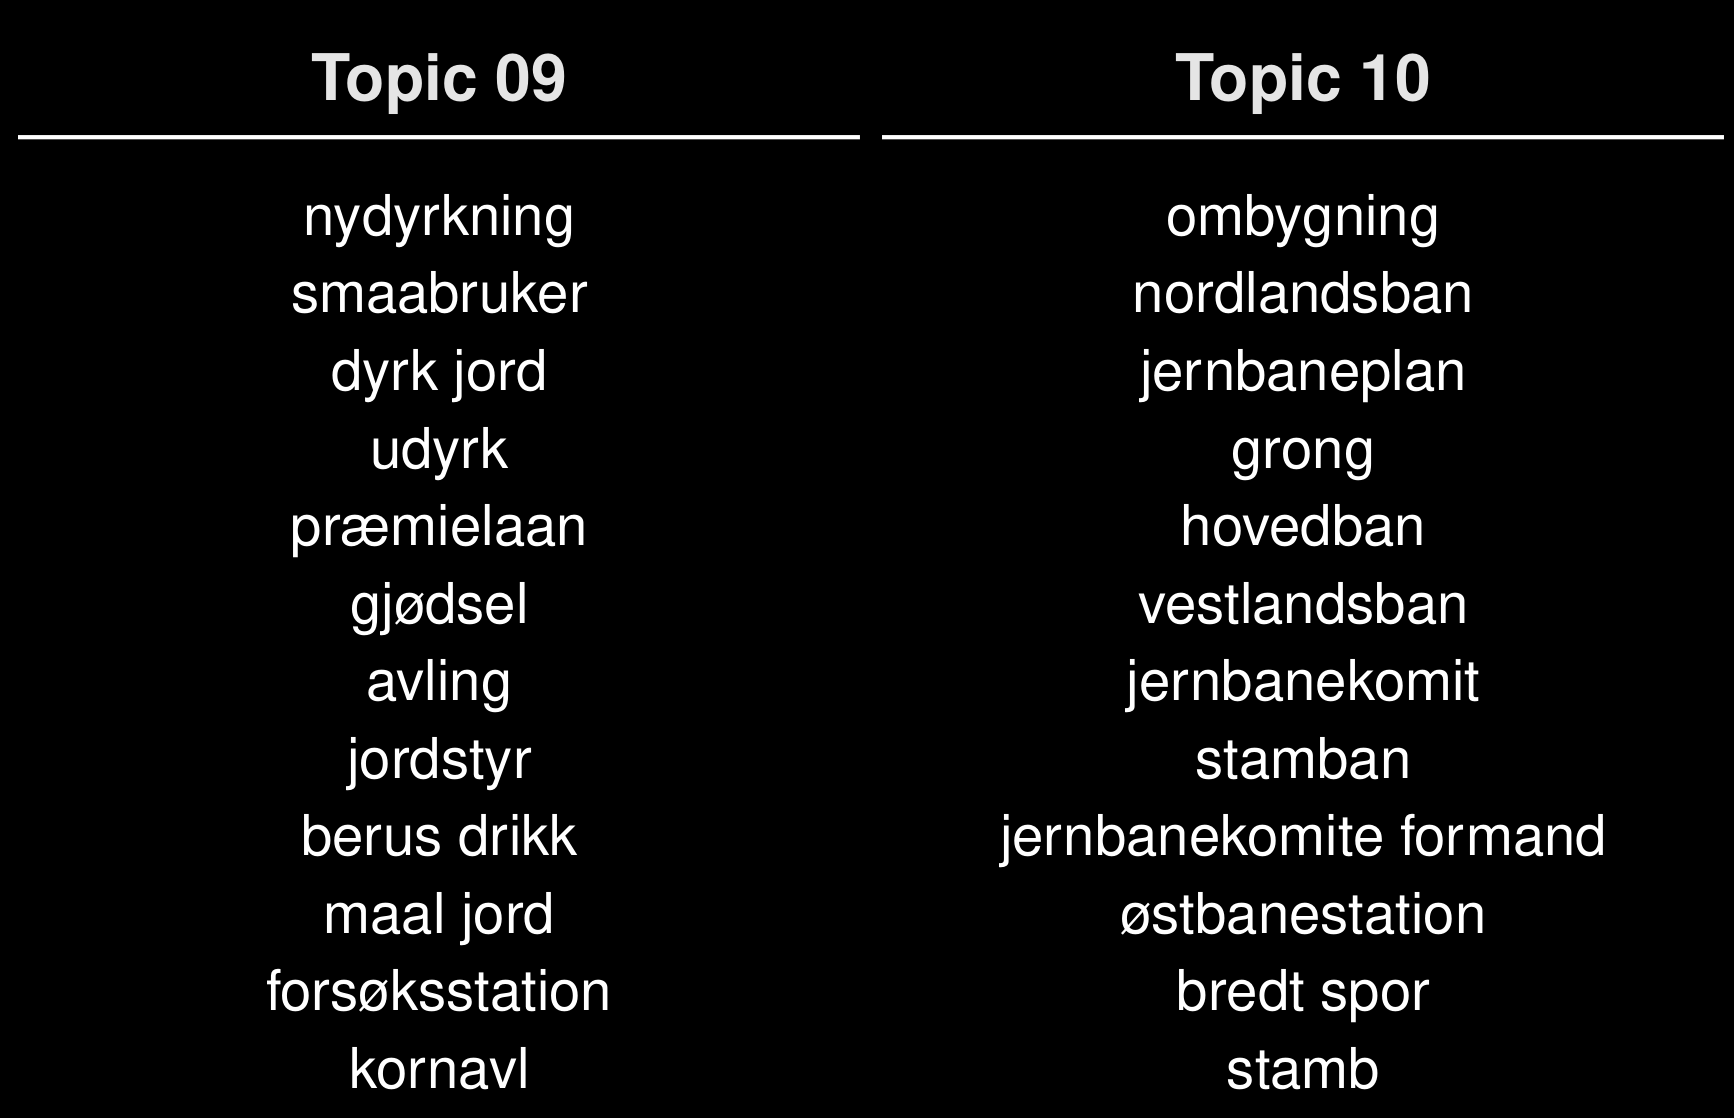 Topic 09
nydyrkning
smaabruker
dyrk jord
udyrk
præmielaan
gjødsel
avling
jordstyr
berus drikk
maal jord
forsøksstation
kornavl
Topic 10
ombygning
nordlandsban
jernbaneplan
grong
hovedban
vestlandsban
jernbanekomit
stamban
jernbanekomite formand
østbanestation
bredt spor
stamb